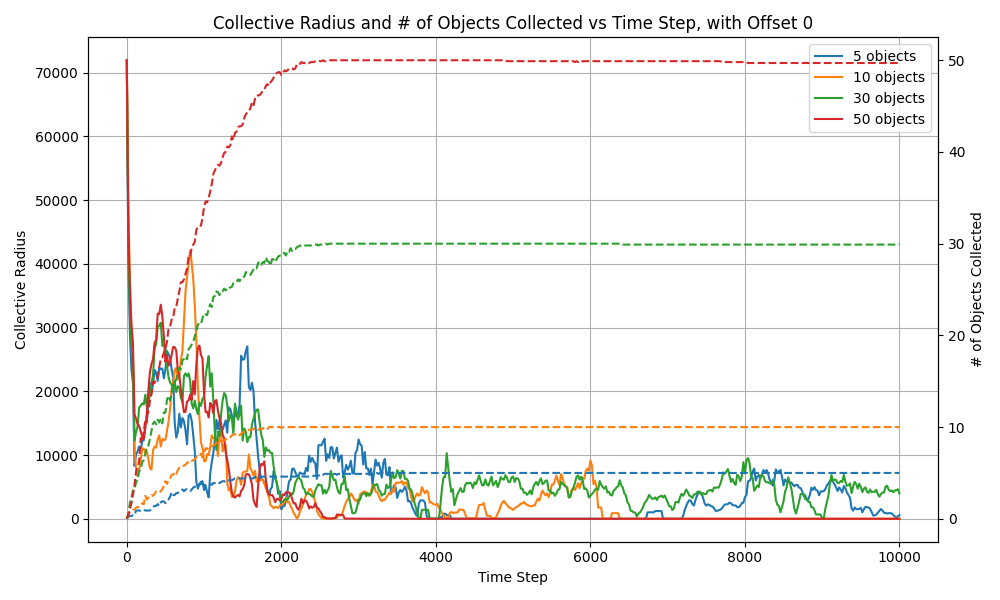 Collective Radius and # of Objects Collected vs Time Step, with Offset 0
5 objects
10 objects
30 objects
50 objects
Collective Radius
70000
60000
50000
40000
30000
20000
10000
0
50
40
30
20
10
0
# of Objects Collected
0
2000
4000
6000
8000
10000
Time Step